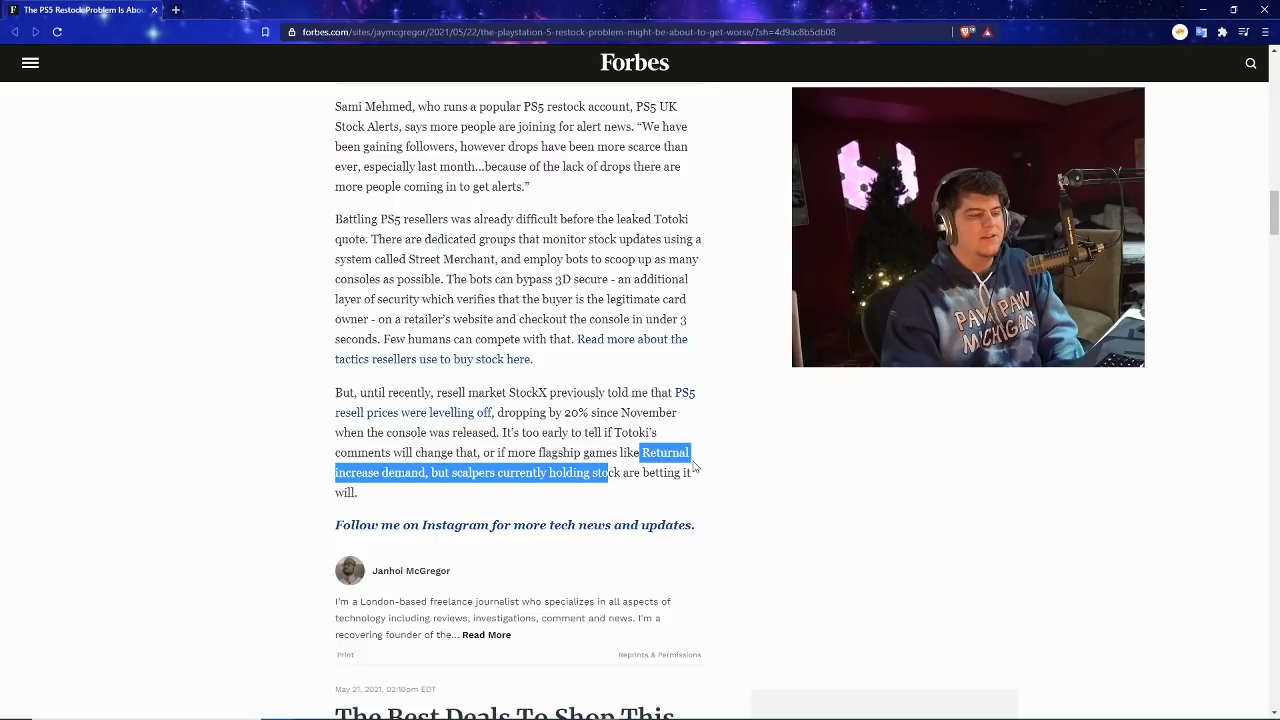 The PS5 Restock Problem Is Abou
forbes.com/sites/jaymcgregor/2021/05/22/the-playstation-5-restock-problem-might-be-about-to-get-worse/?sh=4d9ac8b5db08
Forbes
Sami Mehmed, who runs a popular PS5 restock account, PS5 UK
Stock Alerts, says more people are joining for alert news. “We have
been gaining followers, however drops have been more scarce than
ever, especially last month…because of the lack of drops there are
more people coming in to get alerts.”
Battling PS5 resellers was already difficult before the leaked Totoki
quote. There are dedicated groups that monitor stock updates using a
system called Street Merchant, and employ bots to scoop up as many
consoles as possible. The bots can bypass 3D secure - an additional
layer of security which verifies that the buyer is the legitimate card
owner - on a retailer’s website and checkout the console in under 3
seconds. Few humans can compete with that. Read more about the
tactics resellers use to buy stock here.
But, until recently, resell market StockX previously told me that PS5
resell prices were levelling off, dropping by 20% since November
when the console was released. It’s too early to tell if Totoki’s
comments will change that, or if more flagship games like Returnal
increase demand, but scalpers currently holding stock are betting it
will.
Follow me on Instagram for more tech news and updates.
Janhoi McGregor
I'm a London-based freelance journalist who specializes in all aspects of
technology including reviews, investigations, comment and news. I'm a
recovering founder of the… Read More
Print
Reprints & Permissions
May 21, 2021, 02:10pm EDT
The Best Deals To Shop This
PAW PAW
MICHIGAN